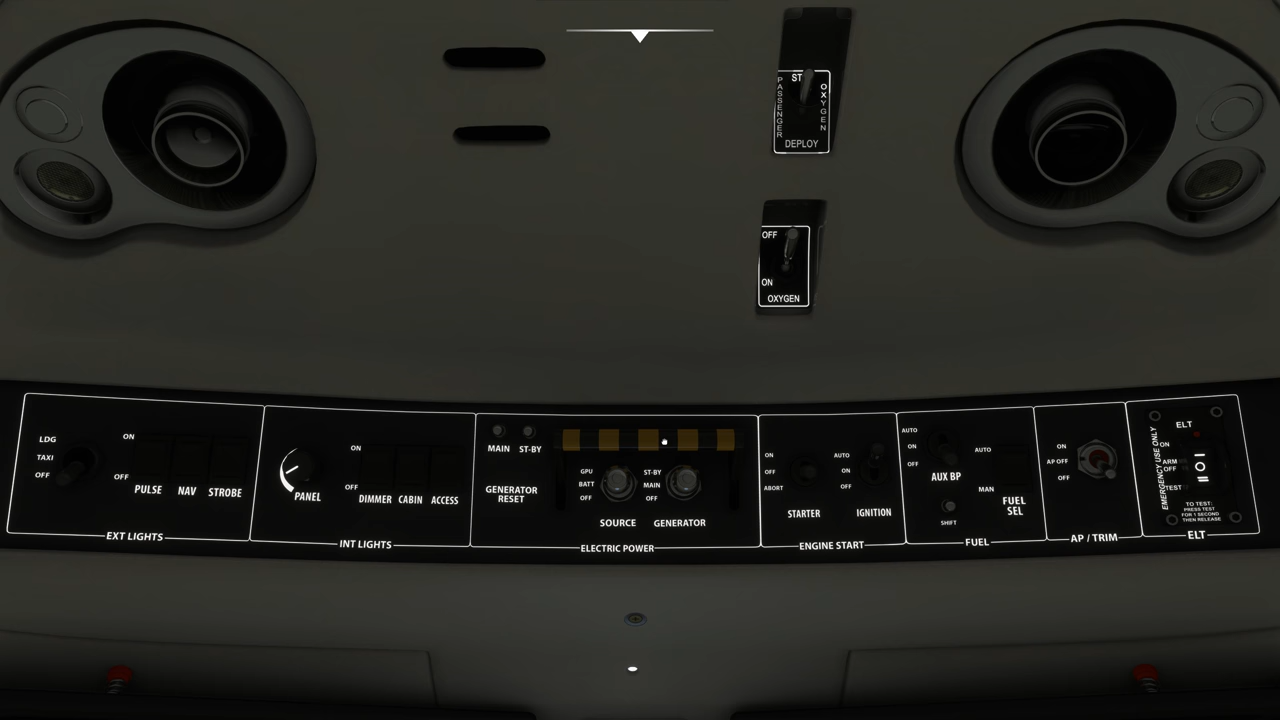 ST
PASSENGER
OXYGEN
DEPLOY
OFF
ON
OXYGEN
LDG
TAXI
OFF
ON
OFF
PULSE
NAV
STROBE
EXT LIGHTS
PANEL
ON
OFF
DIMMER
CABIN
ACCESS
INT LIGHTS
MAIN
ST-BY
GENERATOR
RESET
GPU
BATT
OFF
SOURCE
ST-BY
MAIN
OFF
GENERATOR
ELECTRIC POWER
ON
OFF
ABORT
STARTER
AUTO
ON
OFF
IGNITION
ENGINE START
AUTO
ON
OFF
AUX BP
SHIFT
AUTO
MAN
FUEL
SEL
FUEL
ON
AP OFF
OFF
AP / TRIM
EMERGENCY USE ONLY
ELT
ON
ARM
OFF
TEST
TO TEST:
PRESS TEST
FOR 1 SECOND
THEN RELEASE
ELT